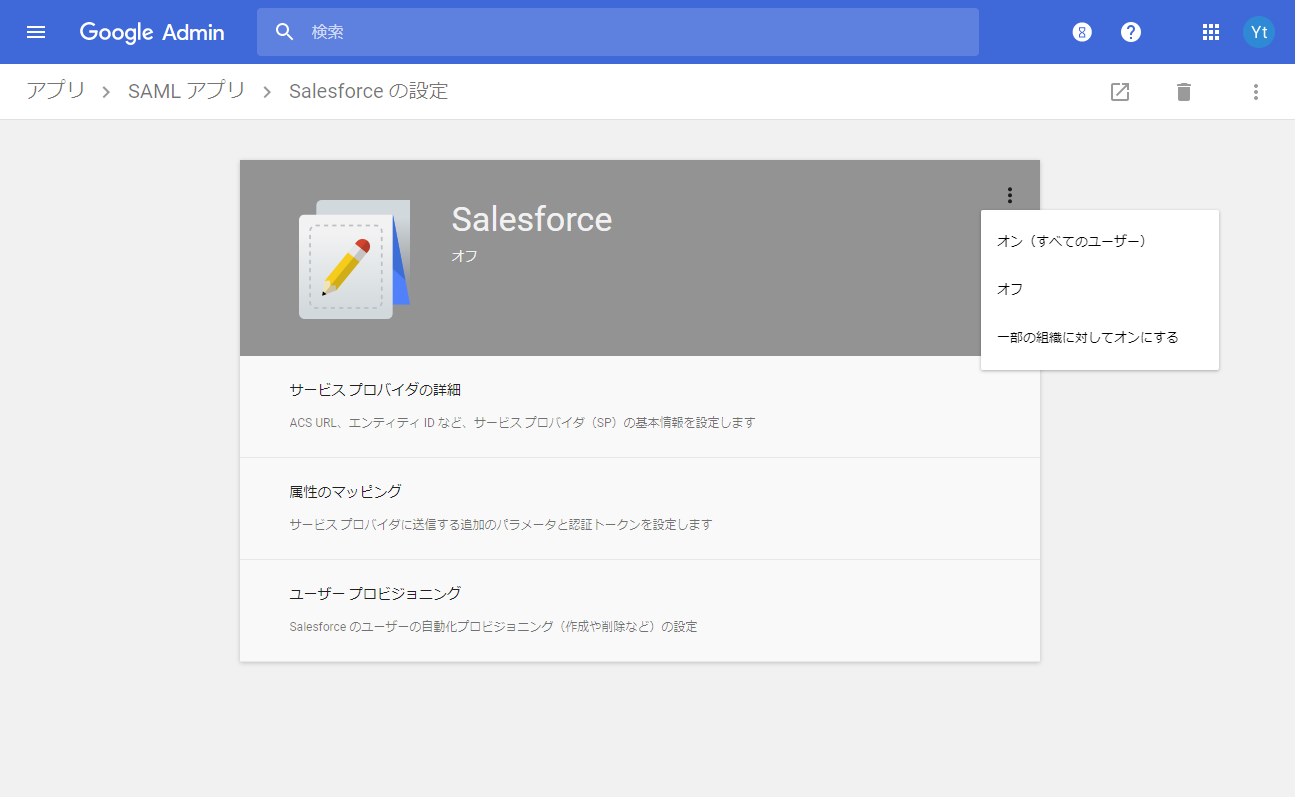 Google Admin
検索
Yt
アプリ > SAML アプリ > Salesforce の設定
Salesforce
オフ
オン（すべてのユーザー）
オフ
一部の組織に対してオンにする
サービス プロバイダの詳細
ACS URL、エンティティ ID など、サービス プロバイダ（SP）の基本情報を設定します
属性のマッピング
サービス プロバイダに送信する追加のパラメータと認証トークンを設定します
ユーザー プロビジョニング
Salesforce のユーザーの自動化プロビジョニング（作成や削除など）の設定